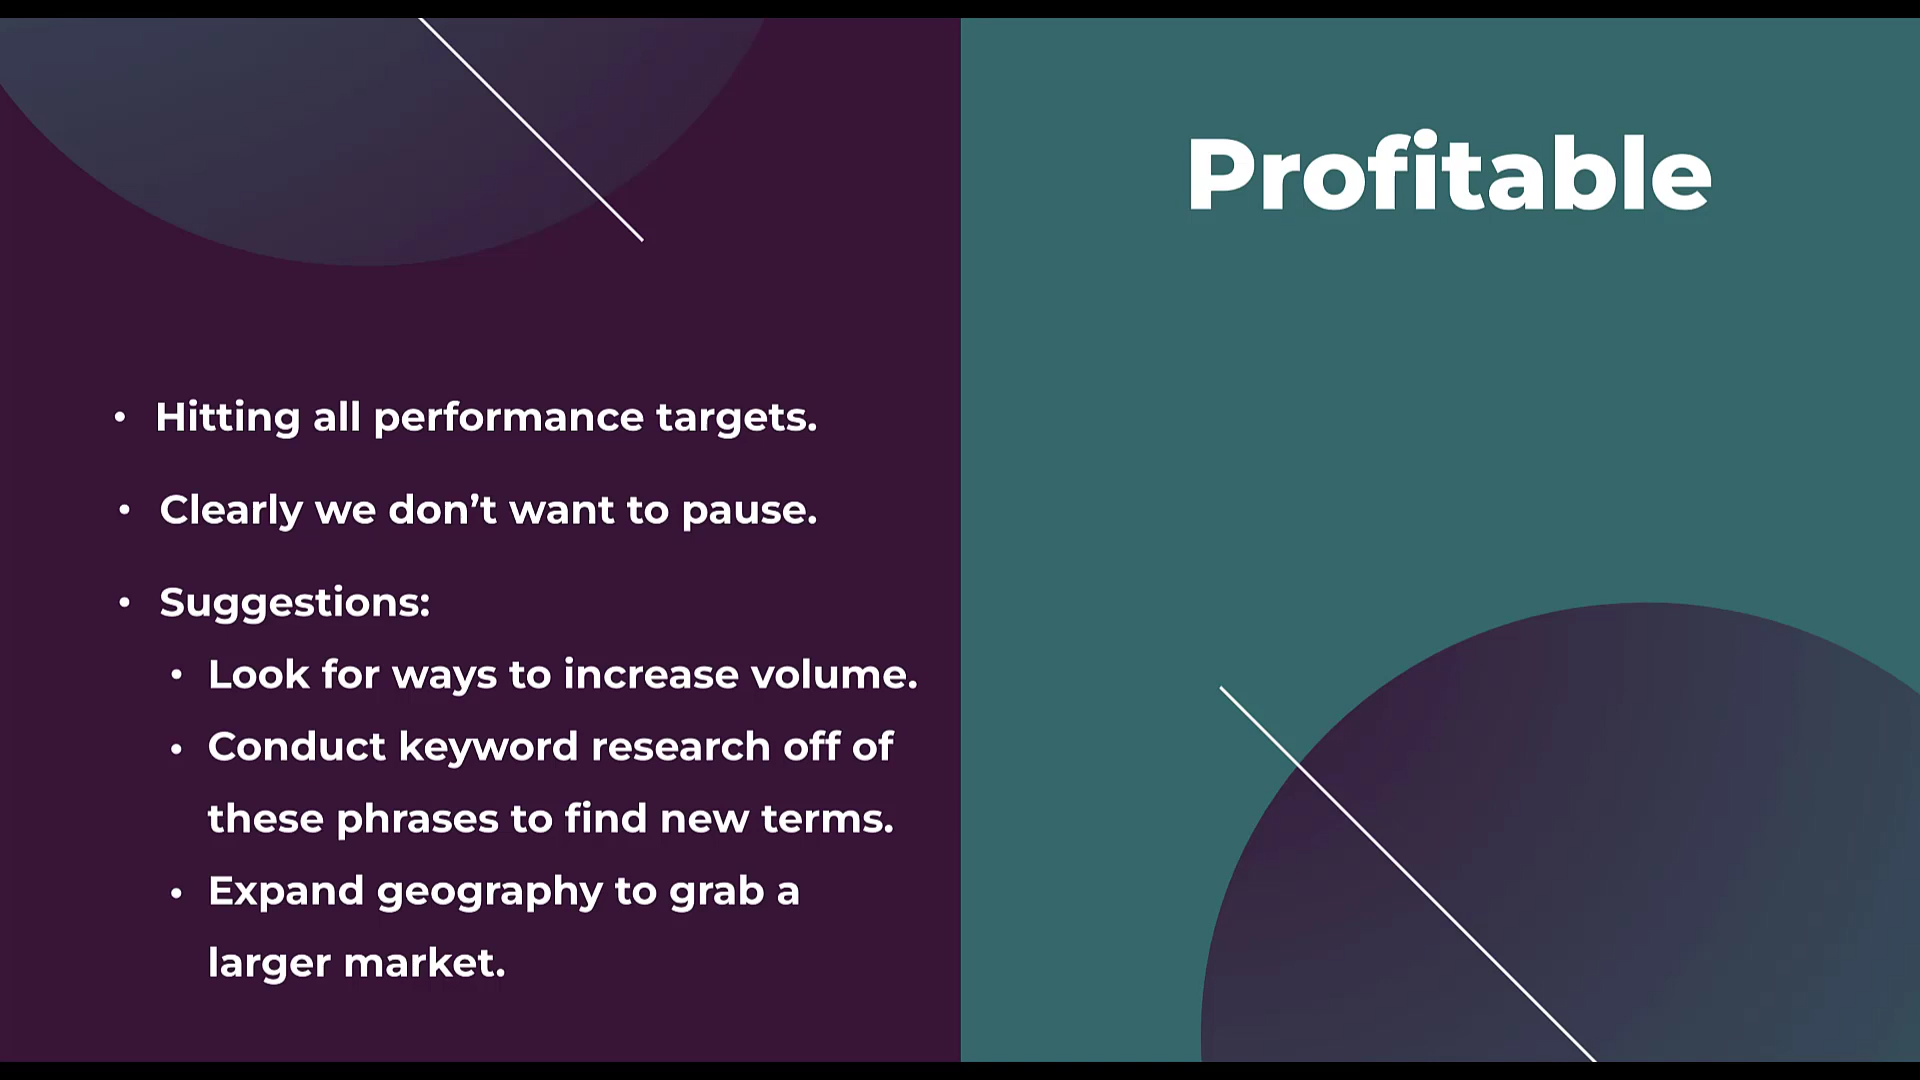 Profitable
• Hitting all performance targets.
• Clearly we don’t want to pause.
• Suggestions:
• Look for ways to increase volume.
• Conduct keyword research off of
these phrases to find new terms.
• Expand geography to grab a
larger market.